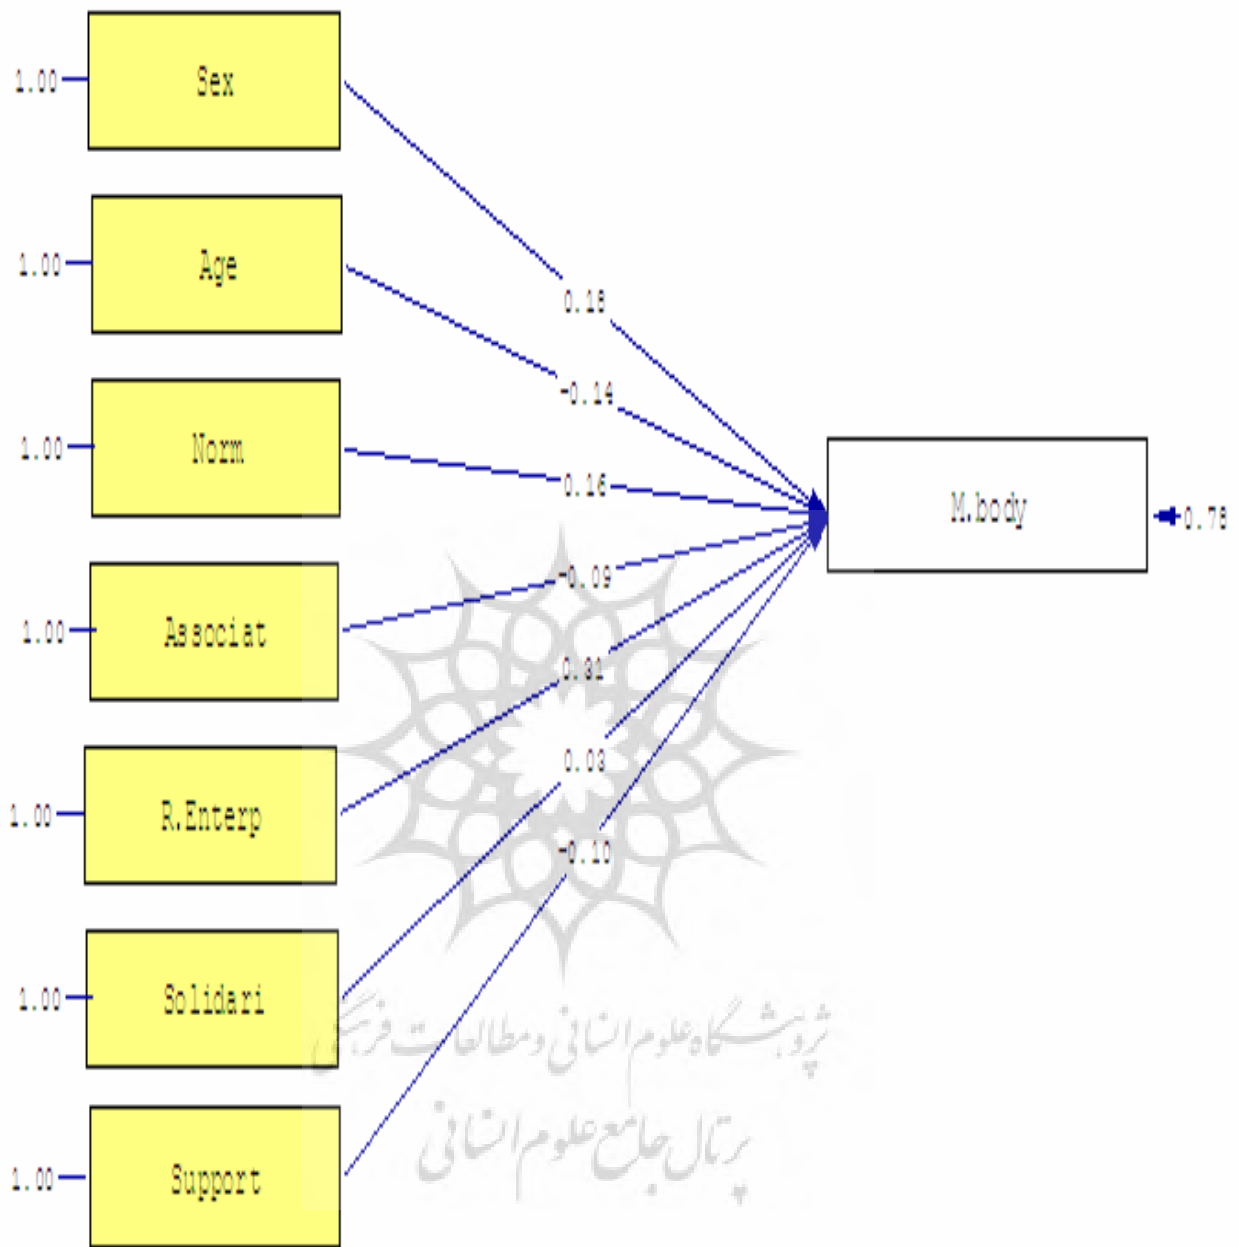 1.00 Sex
1.00 Age
0.18
-0.14
1.00 Norm
0.16
M.body 0.78
-0.09
1.00 Associat
0.31
0.03
1.00 R.Enterp
-0.10
1.00 Solidari
پژوهشگاه علوم انسانی و مطالعات فرهنگی
پرتال جامع علوم انسانی
1.00 Support